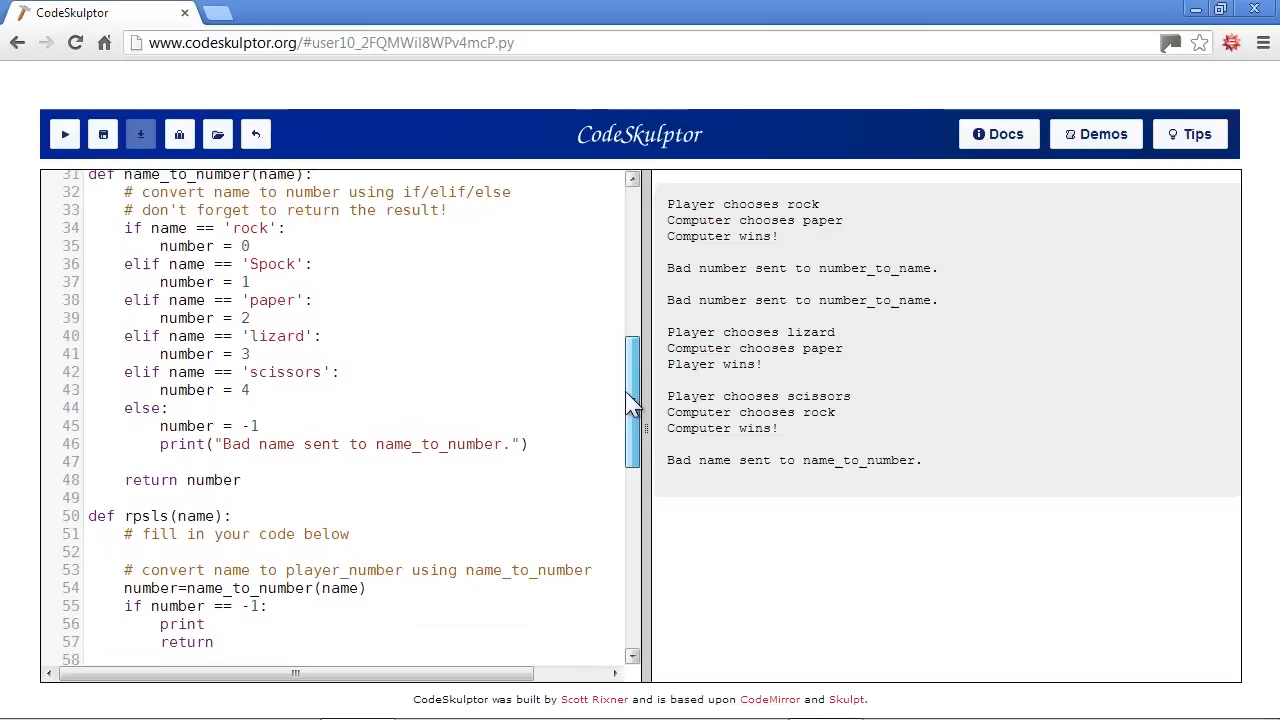 CodeSkulptor
www.codeskulptor.org/#user10_2FQMWiI8WPv4mcP.py
CodeSkulptor
Docs
Demos
Tips
31 def name_to_number(name):
32 # convert name to number using if/elif/else
33 # don't forget to return the result!
34 if name == 'rock':
35 number = 0
36 elif name == 'Spock':
37 number = 1
38 elif name == 'paper':
39 number = 2
40 elif name == 'lizard':
41 number = 3
42 elif name == 'scissors':
43 number = 4
44 else:
45 number = -1
46 print("Bad name sent to name_to_number.")
47
48 return number
49
50 def rpsls(name):
51 # fill in your code below
52
53 # convert name to player_number using name_to_number
54 number=name_to_number(name)
55 if number == -1:
56 print
57 return
58
Player chooses rock
Computer chooses paper
Computer wins!
Bad number sent to number_to_name.
Bad number sent to number_to_name.
Player chooses lizard
Computer chooses paper
Player wins!
Player chooses scissors
Computer chooses rock
Computer wins!
Bad name sent to name_to_number.
CodeSkulptor was built by Scott Rixner and is based upon CodeMirror and Skulpt.